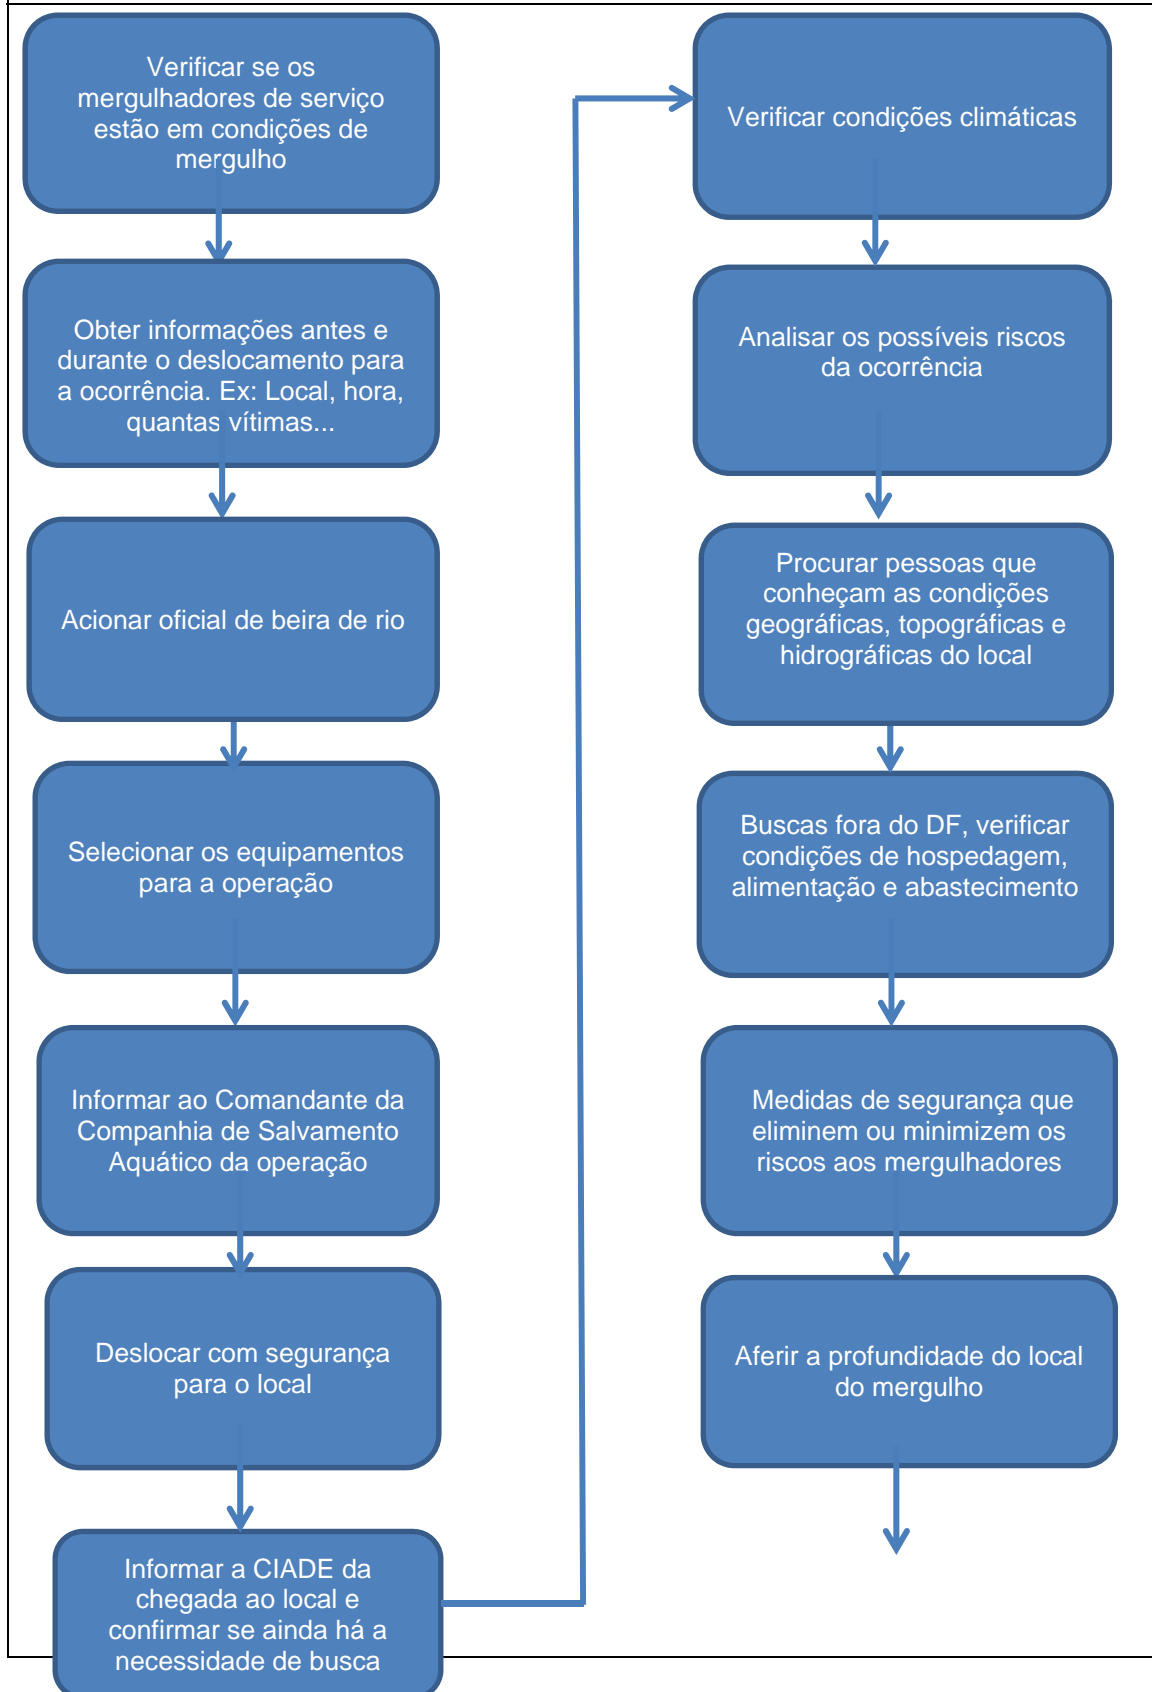 Verificar se os
mergulhadores de serviço
estão em condições de
mergulho
Obter informações antes e
durante o deslocamento para
a ocorrência. Ex: Local, hora,
quantas vítimas...
Acionar oficial de beira de rio
Selecionar os equipamentos
para a operação
Informar ao Comandante da
Companhia de Salvamento
Aquático da operação
Deslocar com segurança
para o local
Informar a CIADE da
chegada ao local e
confirmar se ainda há a
necessidade de busca
Verificar condições climáticas
Analisar os possíveis riscos
da ocorrência
Procurar pessoas que
conheçam as condições
geográficas, topográficas e
hidrográficas do local
Buscas fora do DF, verificar
condições de hospedagem,
alimentação e abastecimento
Medidas de segurança que
eliminem ou minimizem os
riscos aos mergulhadores
Aferir a profundidade do local
do mergulho